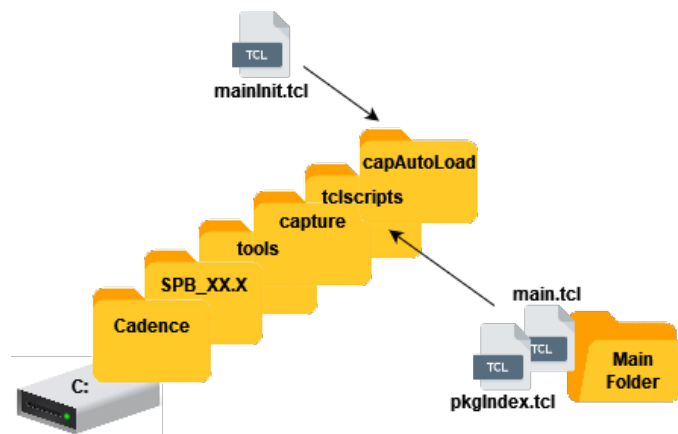 TCL
mainInit.tcl
capAutoLoad
tclscripts
capture
tools
SPB_XX.X
Cadence
C:
main.tcl
TCL
TCL
Main
Folder
pkgIndex.tcl